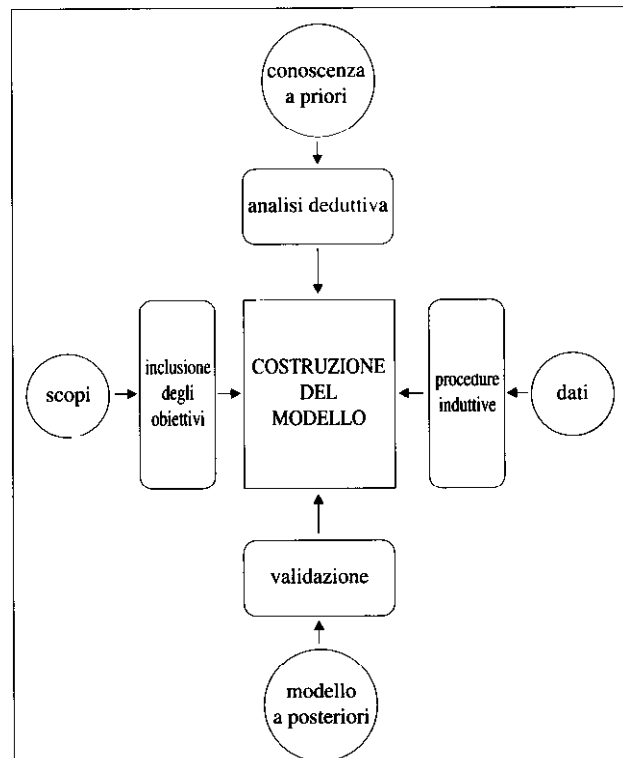 conoscenza
a priori
analisi deduttiva
scopi
inclusione
degli
obiettivi
COSTRUZIONE
DEL
MODELLO
procedure
induttive
dati
validazione
modello
a posteriori